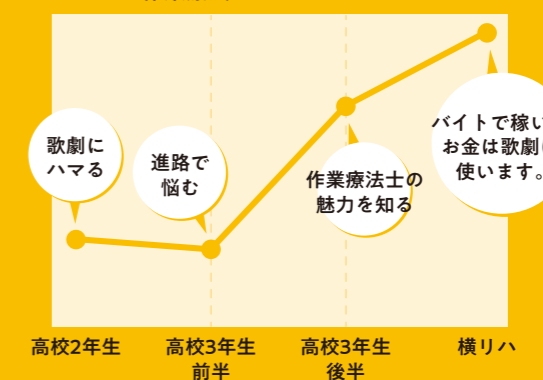 歌劇に
ハマる
進路で
悩む
作業療法士の
魅力を知る
バイトで稼い
お金は歌劇
使います。
高校2年生
高校3年生
前半
高校3年生
後半
横リハ